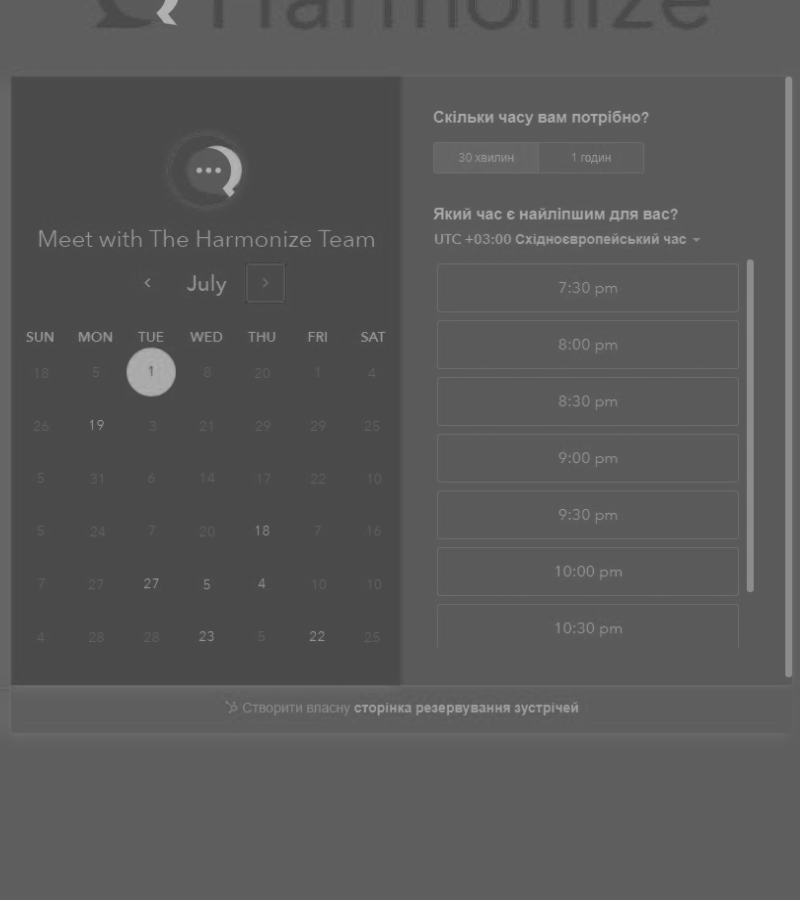 Harmonize
Meet with The Harmonize Team
July
SUN MON TUE WED THU FRI SAT
18 5 1 8 20 1 4
26 19 3 21 29 29 25
5 31 6 14 17 22 10
5 24 7 20 18 7 16
7 27 27 5 4 10 10
4 28 28 23 5 22 25
Скільки часу вам потрібно?
30 хвилин 1 годин
Який час є найліпшим для вас?
UTC +03:00 Східноєвропейський час
7:30 pm
8:00 pm
8:30 pm
9:00 pm
9:30 pm
10:00 pm
10:30 pm
Створити власну сторінка резервування зустрічей